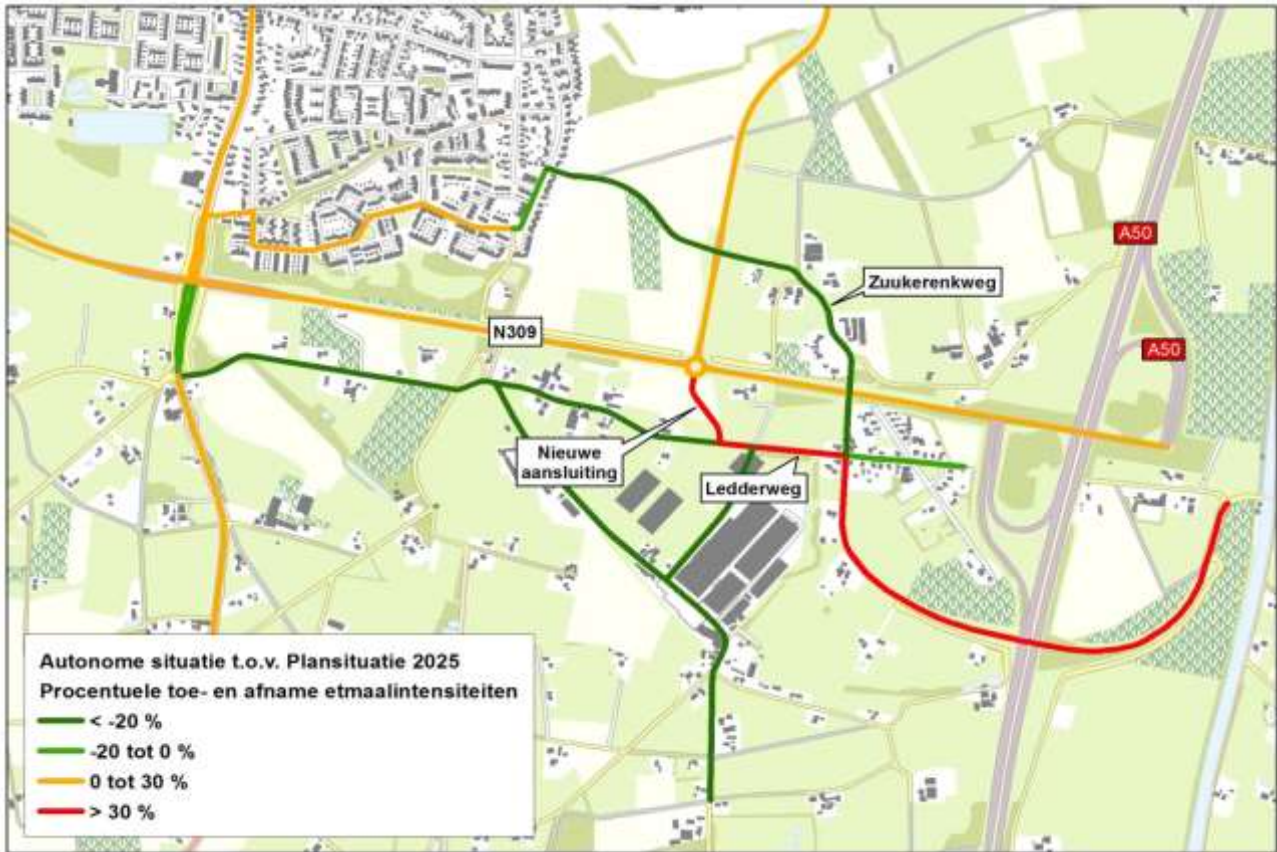 A50
Zuukerenkweg
N309
A50
Nieuwe
aansluiting
Ledderweg
Autonome situatie t.o.v. Plansituatie 2025
Procentuele toe- en afname etmaalintensiteiten
< -20 %
-20 tot 0 %
0 tot 30 %
> 30 %